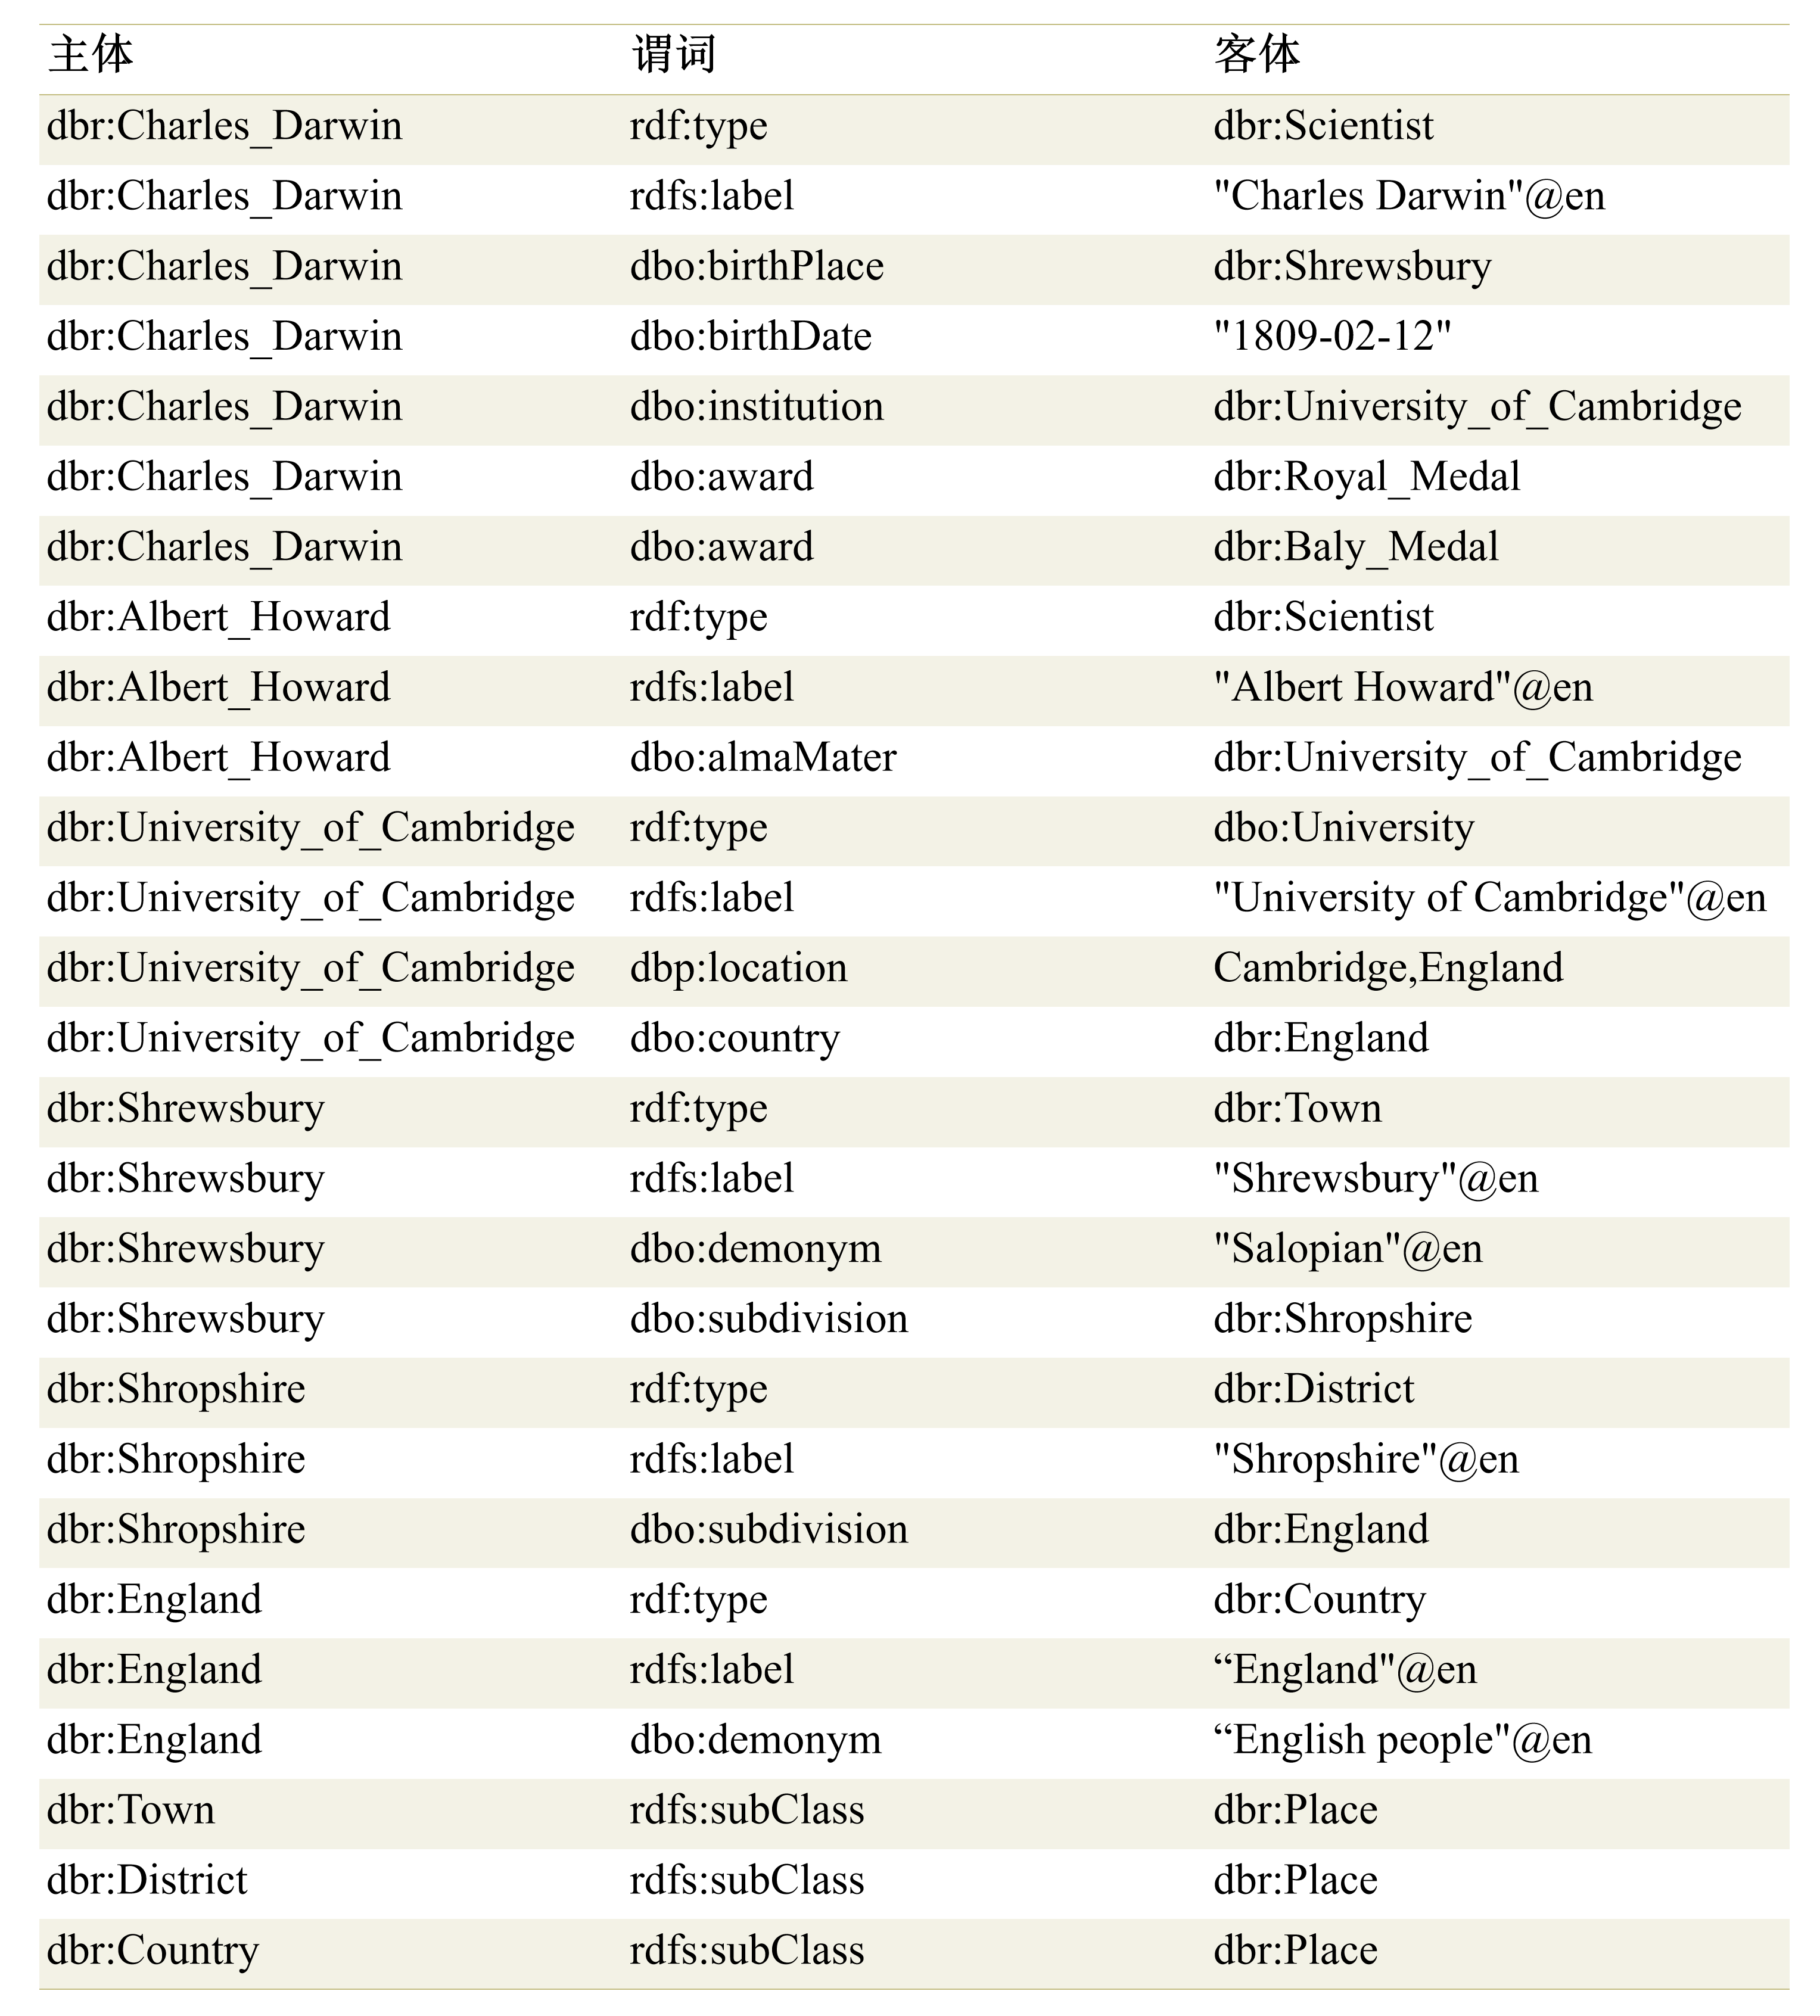 主体 谓词 客体
dbr:Charles_Darwin rdf:type dbr:Scientist
dbr:Charles_Darwin rdfs:label "Charles Darwin"@en
dbr:Charles_Darwin dbo:birthPlace dbr:Shrewsbury
dbr:Charles_Darwin dbo:birthDate "1809-02-12"
dbr:Charles_Darwin dbo:institution dbr:University_of_Cambridge
dbr:Charles_Darwin dbo:award dbr:Royal_Medal
dbr:Charles_Darwin dbo:award dbr:Baly_Medal
dbr:Albert_Howard rdf:type dbr:Scientist
dbr:Albert_Howard rdfs:label "Albert Howard"@en
dbr:Albert_Howard dbo:almaMater dbr:University_of_Cambridge
dbr:University_of_Cambridge rdf:type dbo:University
dbr:University_of_Cambridge rdfs:label "University of Cambridge"@en
dbr:University_of_Cambridge dbp:location Cambridge,England
dbr:University_of_Cambridge dbo:country dbr:England
dbr:Shrewsbury rdf:type dbr:Town
dbr:Shrewsbury rdfs:label "Shrewsbury"@en
dbr:Shrewsbury dbo:demonym "Salopian"@en
dbr:Shrewsbury dbo:subdivision dbr:Shropshire
dbr:Shropshire rdf:type dbr:District
dbr:Shropshire rdfs:label "Shropshire"@en
dbr:Shropshire dbo:subdivision dbr:England
dbr:England rdf:type dbr:Country
dbr:England rdfs:label “England"@en
dbr:England dbo:demonym “English people"@en
dbr:Town rdfs:subClass dbr:Place
dbr:District rdfs:subClass dbr:Place
dbr:Country rdfs:subClass dbr:Place